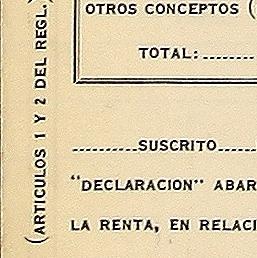 OTROS CONCEPTOS (
TOTAL:
SUSCRITO
"DECLARACION" ABAR
LA RENTA, EN RELACI
(ARTICULOS 1 Y 2 DEL REGL.)